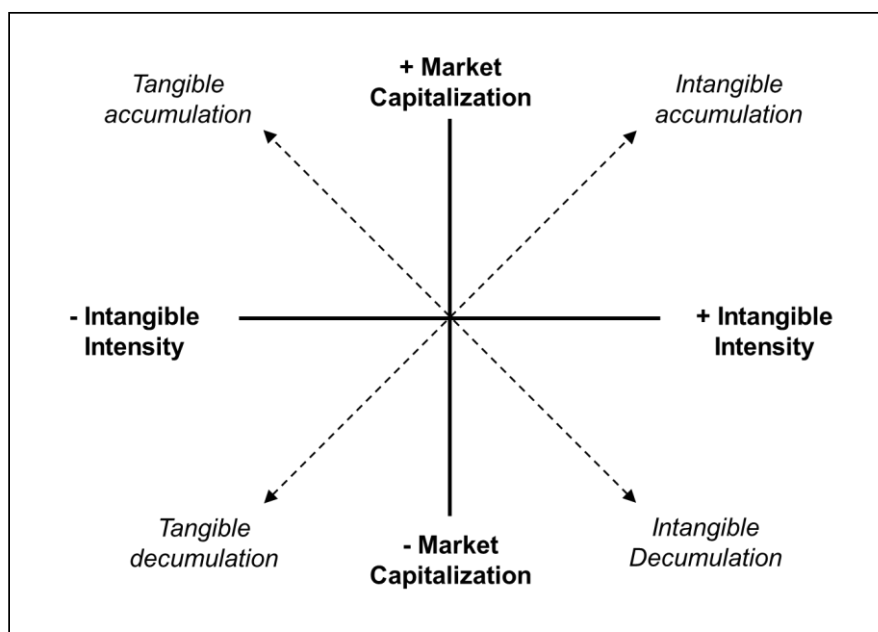 Tangible
accumulation
+ Market
Capitalization
Intangible
accumulation
- Intangible
Intensity
+ Intangible
Intensity
Tangible
decumulation
- Market
Capitalization
Intangible
Decumulation